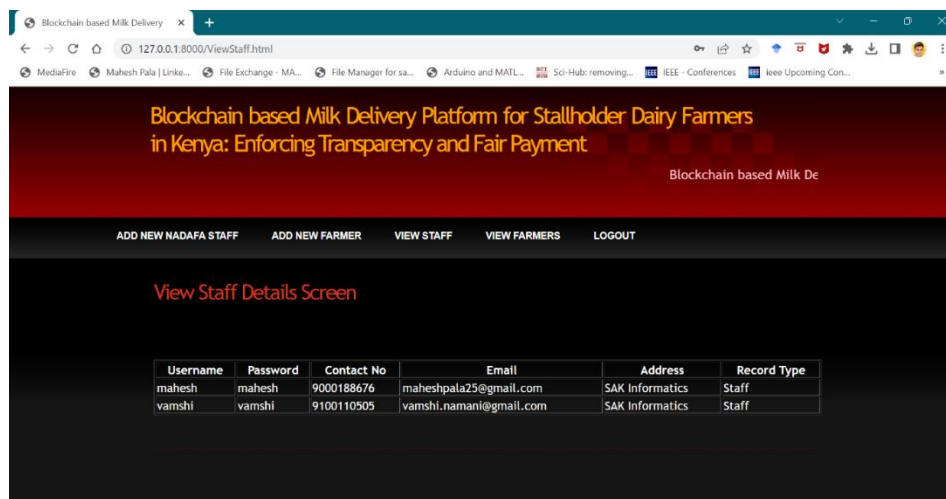 Blockchain based Milk Delivery
127.0.0.1:8000/ViewStaff.html
MediaFire Mahesh Pala | Linke... File Exchange - MA... File Manager for sa... Arduino and MATL... Sci-Hub: removing... IEEE - Conferences Ieee Upcoming Con...
Blockchain based Milk Delivery Platform for Stallholder Dairy Farmers
in Kenya: Enforcing Transparency and Fair Payment
Blockchain based Milk De
ADD NEW NADAFA STAFF ADD NEW FARMER VIEW STAFF VIEW FARMERS LOGOUT
View Staff Details Screen
Username Password Contact No Email Address Record Type
mahesh mahesh 9000188676 maheshpala25@gmail.com SAK Informatics Staff
vamshi vamshi 9100110505 vamshi.namani@gmail.com SAK Informatics Staff